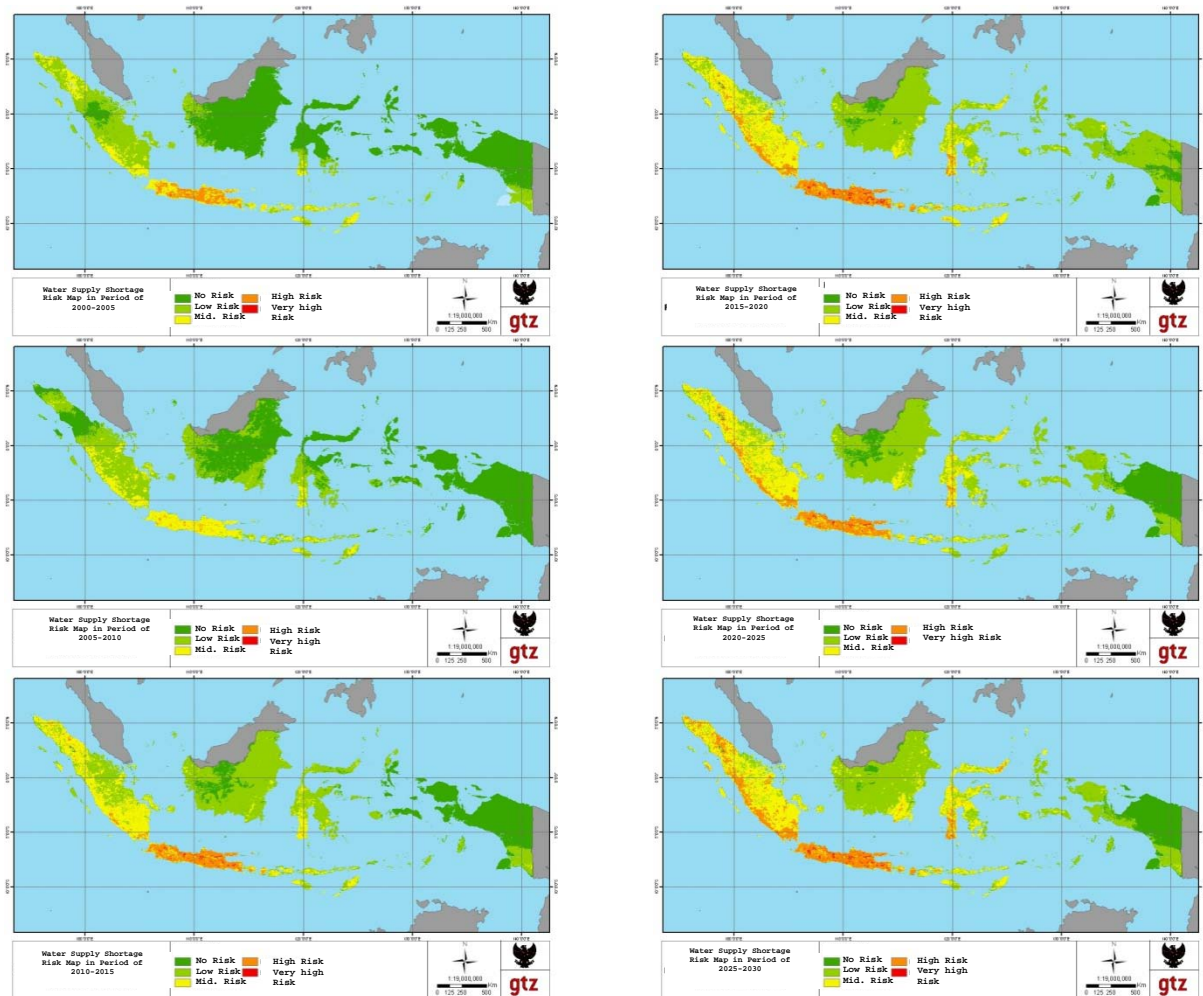 Water Supply Shortage
Risk Map in Period of
2000-2005
No Risk
High Risk
Low Risk
Very high
Mid. Risk
Risk
N
1:19,000,000
Km
0 125 250 500
gtz
Water Supply Shortage
Risk Map in Period of
2005-2010
No Risk
High Risk
Low Risk
Very high
Mid. Risk
Risk
N
1:19,000,000
Km
0 125 250 500
gtz
Water Supply Shortage
Risk Map in Period of
2010-2015
No Risk
High Risk
Low Risk
Very high
Mid. Risk
Risk
N
1:19,000,000
Km
0 125 250 500
gtz
Water Supply Shortage
Risk Map in Period of
2015-2020
No Risk
High Risk
Low Risk
Very high
Mid. Risk
Risk
N
1:19,000,000
Km
0 125 250 500
gtz
Water Supply Shortage
Risk Map in Period of
2020-2025
No Risk
High Risk
Low Risk
Very high Risk
Mid. Risk
N
1:19,000,000
Km
0 125 250 500
gtz
Water Supply Shortage
Risk Map in Period of
2025-2030
No Risk
High Risk
Low Risk
Very high
Mid. Risk
Risk
N
1:19,000,000
Km
0 125 250 500
gtz